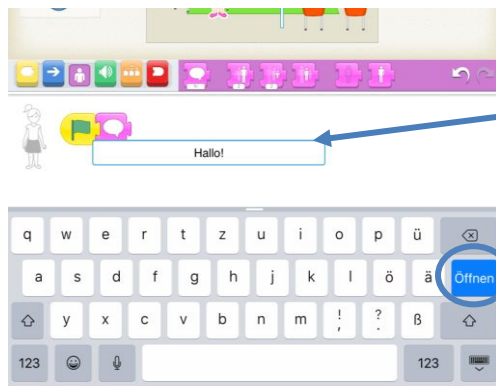 Hallo!
q w e r t z u i o p ü
a s d f g h j k l ö ä Öffnen
y x c v b n m ! , ? . ß
123 123